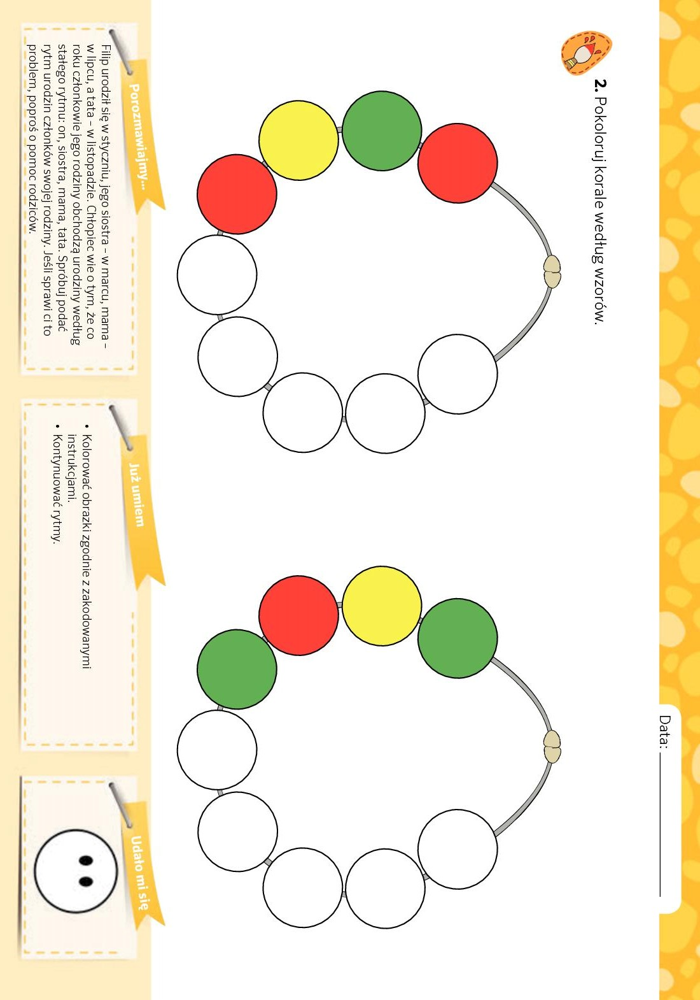 Data:
2. Pokoloruj korale według wzorów.
Porozmawiajmy...
Filip urodził się w styczniu, jego siostra – w marcu, mama –
w lipcu, a tata – w listopadzie. Chłopiec wie o tym, że co
roku członkowie jego rodziny obchodzą urodziny według
stałego rytmu: on, siostra, mama, tata. Spróbuj podać
rytm urodzin członków swojej rodziny. Jeśli sprawi ci to
problem, poproś o pomoc rodziców.
Już umiem
• Kolorować obrazki zgodnie z zakodowanymi
instrukcjami.
• Kontynuować rytmy.
Udało mi się